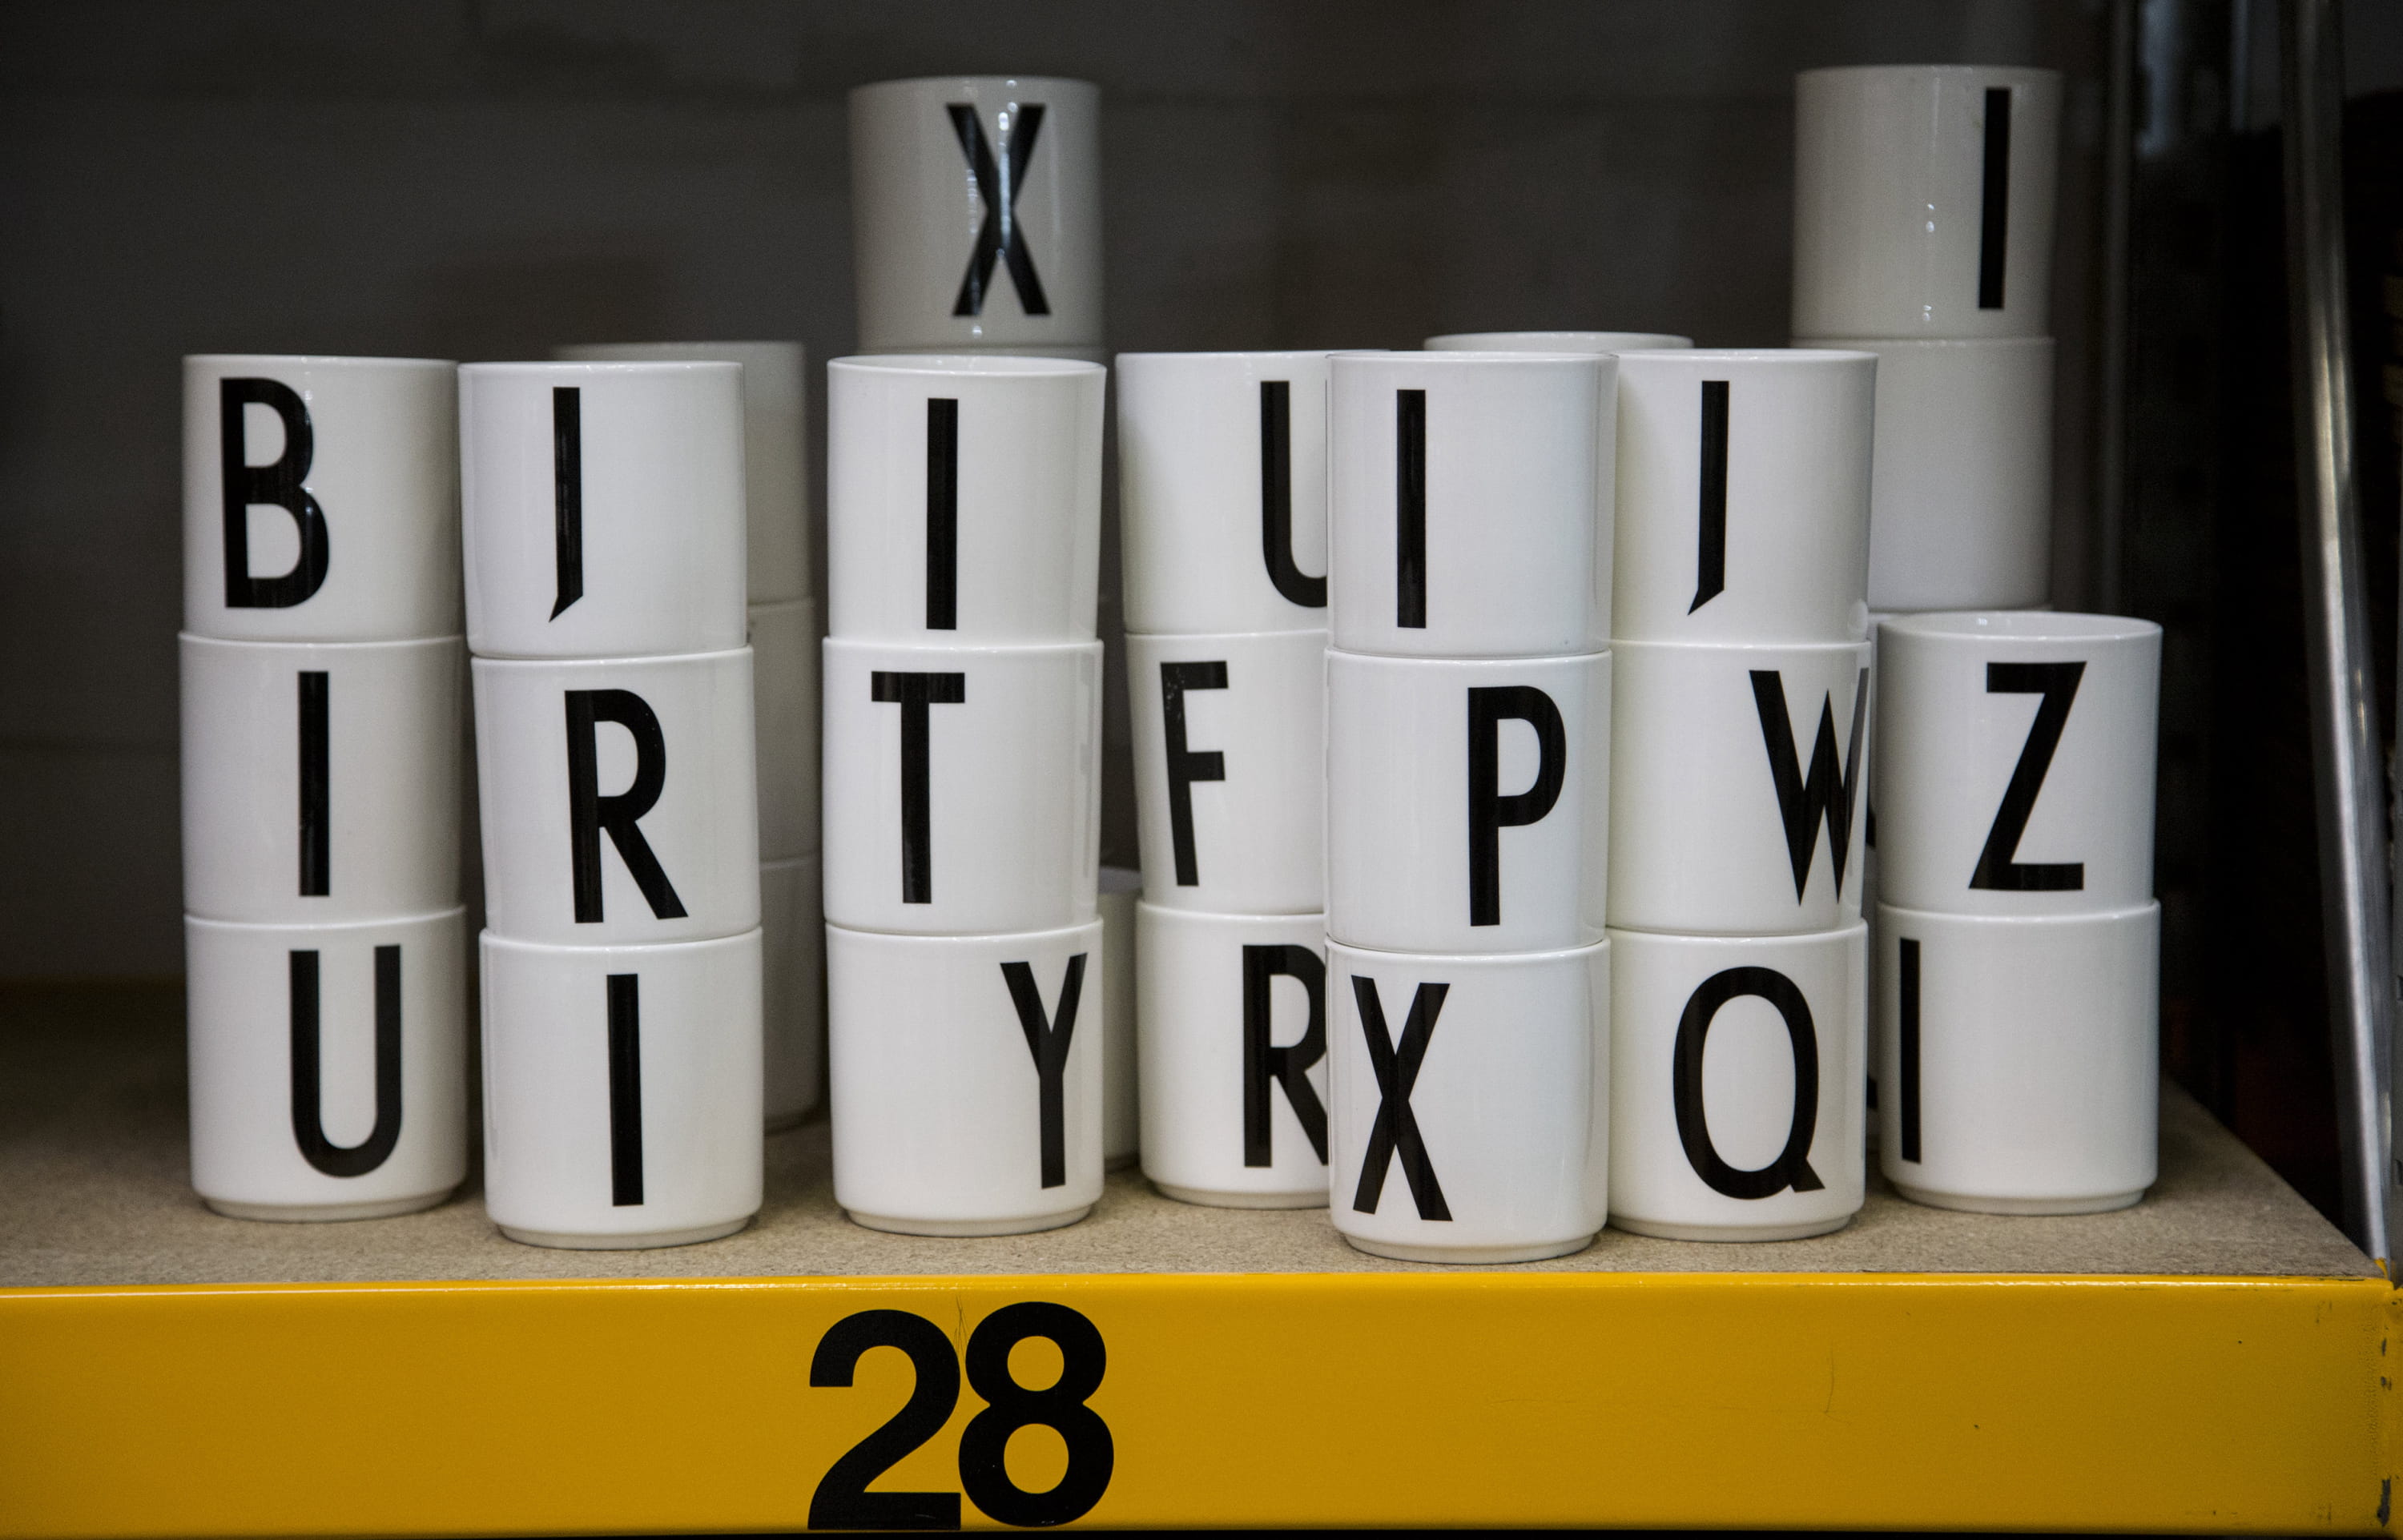 X I
B J I U I J
I R T F P W Z
U I Y R X Q I
28